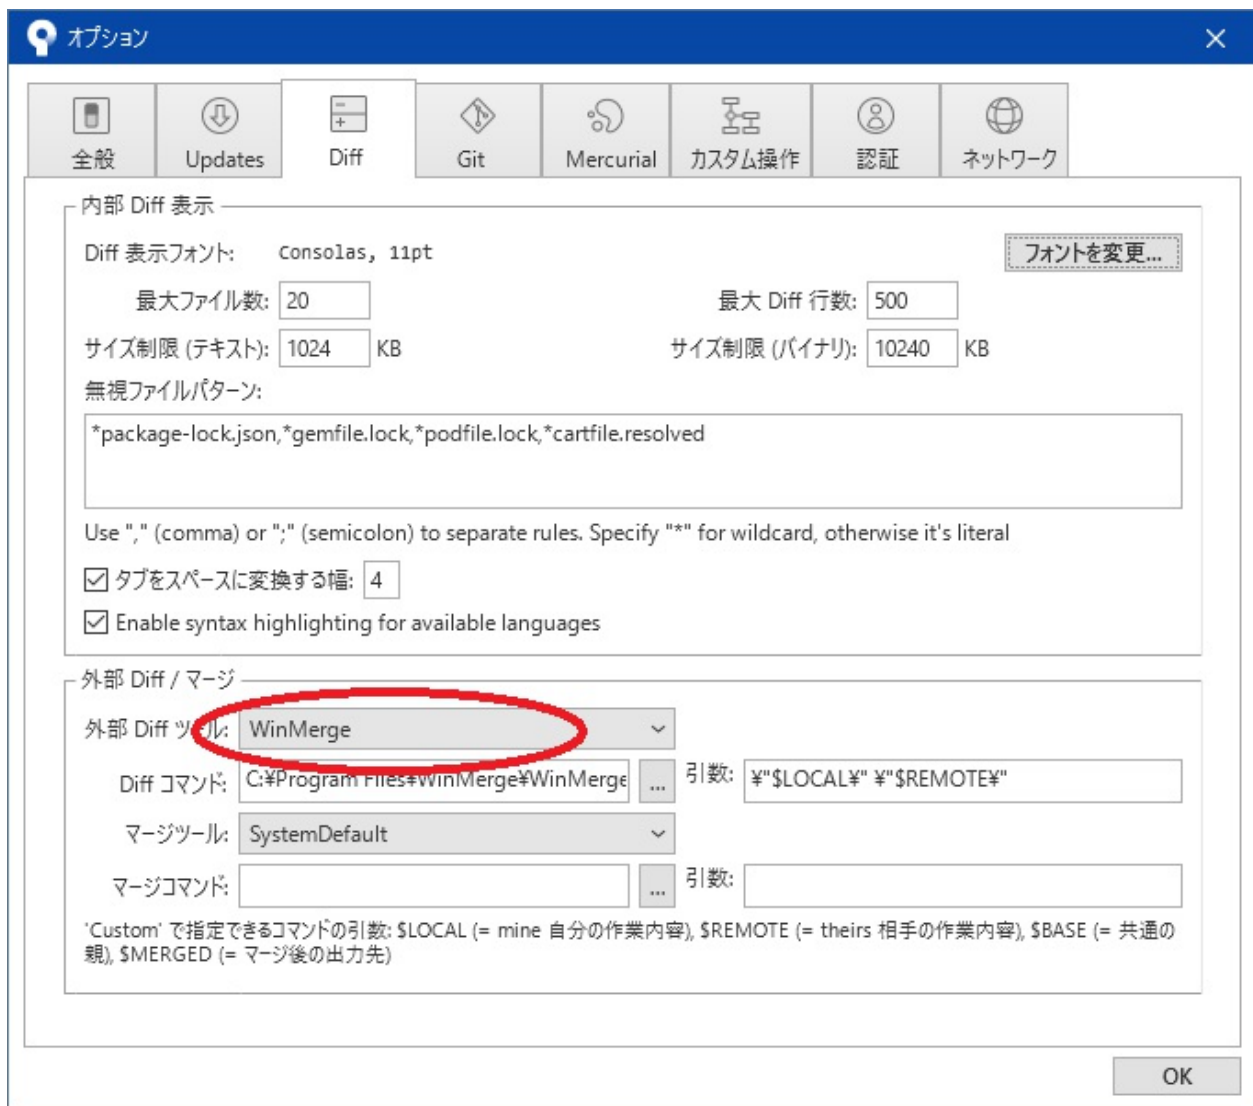 オプション
全般
Updates
Diff
Git
Mercurial
カスタム操作
認証
ネットワーク
内部 Diff 表示
Diff 表示フォント: Consolas, 11pt フォントを変更...
最大ファイル数: 20 最大 Diff 行数: 500
サイズ制限 (テキスト): 1024 KB サイズ制限 (バイナリ): 10240 KB
無視ファイルパターン:
*package-lock.json,*gemfile.lock,*podfile.lock,*cartfile.resolved
Use "," (comma) or ";" (semicolon) to separate rules. Specify "*" for wildcard, otherwise it's literal
タブをスペースに変換する幅: 4
Enable syntax highlighting for available languages
外部 Diff / マージ
外部 Diff ツール: WinMerge
Diff コマンド: C:¥Program Files¥WinMerge¥WinMerge ... 引数: ¥"$LOCAL¥" ¥"$REMOTE¥"
マージツール: SystemDefault
マージコマンド: ... 引数:
'Custom' で指定できるコマンドの引数: $LOCAL (= mine 自分の作業内容), $REMOTE (= theirs 相手の作業内容), $BASE (= 共通の
親), $MERGED (= マージ後の出力先)
OK